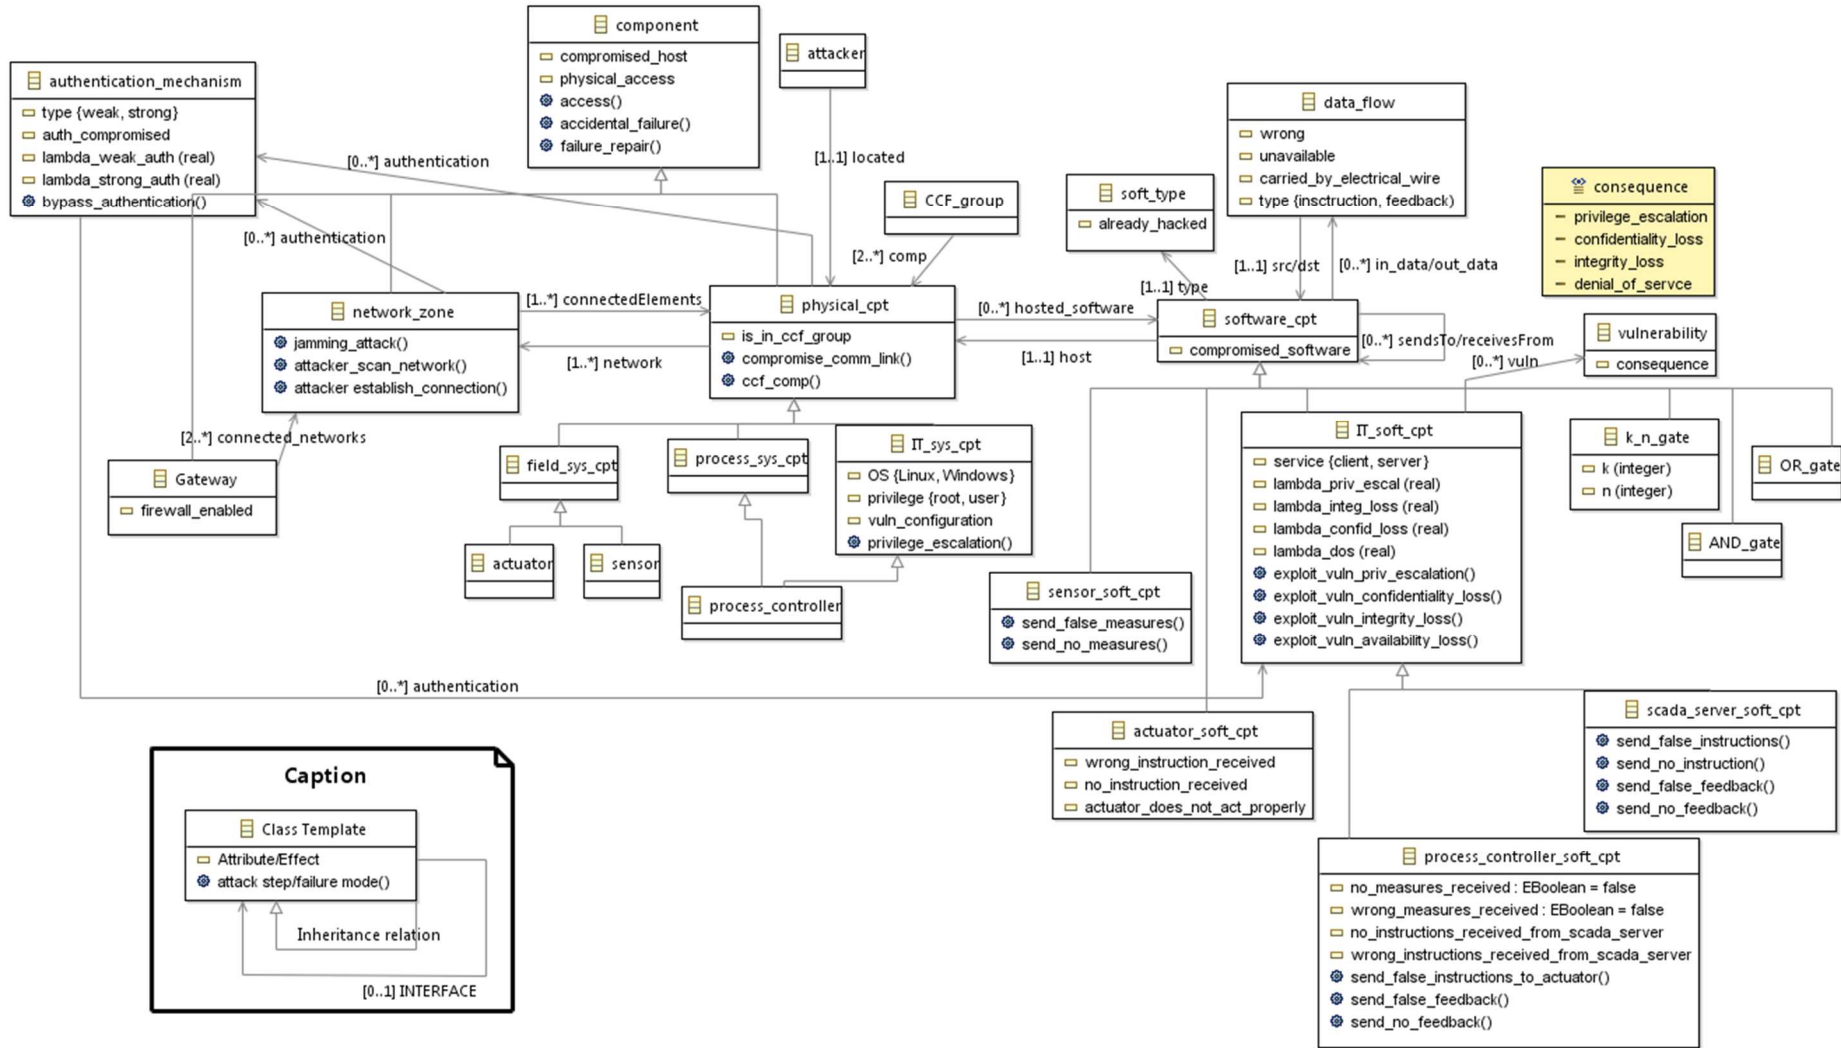 component
compromised_host
physical_access
access()
accidental_failure()
failure_repair()
attacker
authentication_mechanism
type {weak, strong}
auth_compromised
lambda_weak_auth (real)
lambda_strong_auth (real)
bypass_authentication()
data_flow
wrong
unavailable
carried_by_electrical_wire
type {insctruction, feedback}
[0..*] authentication
[1..1] located
CCF_group
soft_type
already_hacked
consequence
privilege_escalation
confidentiality_loss
integrity_loss
denial_of_servce
[0..*] authentication
[2..*] comp
[1..1] src/dst
[0..*] in_data/out_data
[1..1] type
network_zone
jamming_attack()
attacker_scan_network()
attacker establish_connection()
[1..*] connectedElements
[1..*] network
physical_cpt
is_in_ccf_group
compromise_comm_link()
ccf_comp()
[0..*] hosted_software
[1..1] host
software_cpt
compromised_software
[0..*] sendsTo/receivesFrom
[0..*] vuln
vulnerability
consequence
[2..*] connected_networks
Gateway
firewall_enabled
field_sys_cpt
process_sys_cpt
IT_sys_cpt
OS {Linux, Windows}
privilege {root, user}
vuln_configuration
privilege_escalation()
actuator
sensor
process_controller
sensor_soft_cpt
send_false_measures()
send_no_measures()
IT_soft_cpt
service {client, server}
lambda_priv_escal (real)
lambda_integ_loss (real)
lambda_confid_loss (real)
lambda_dos (real)
exploit_vuln_priv_escalation()
exploit_vuln_confidentiality_loss()
exploit_vuln_integrity_loss()
exploit_vuln_availability_loss()
k_n_gate
k (integer)
n (integer)
OR_gate
AND_gate
[0..*] authentication
actuator_soft_cpt
wrong_instruction_received
no_instruction_received
actuator_does_not_act_properly
scada_server_soft_cpt
send_false_instructions()
send_no_instruction()
send_false_feedback()
send_no_feedback()
process_controller_soft_cpt
no_measures_received : EBoolean = false
wrong_measures_received : EBoolean = false
no_instructions_received_from_scada_server
wrong_instructions_received_from_scada_server
send_false_instructions_to_actuator()
send_false_feedback()
send_no_feedback()
Caption
Class Template
Attribute/Effect
attack step/failure mode()
Inheritance relation
[0..1] INTERFACE